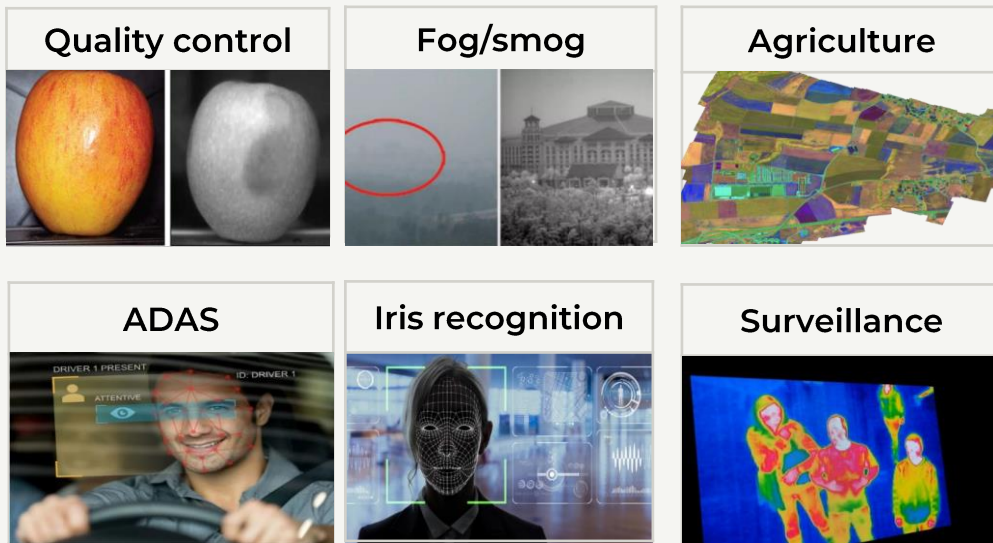 Quality control
Fog/smog
Agriculture
ADAS
Iris recognition
Surveillance
DRIVER 1 PRESENT
ID: DRIVER 1
ATTENTIVE